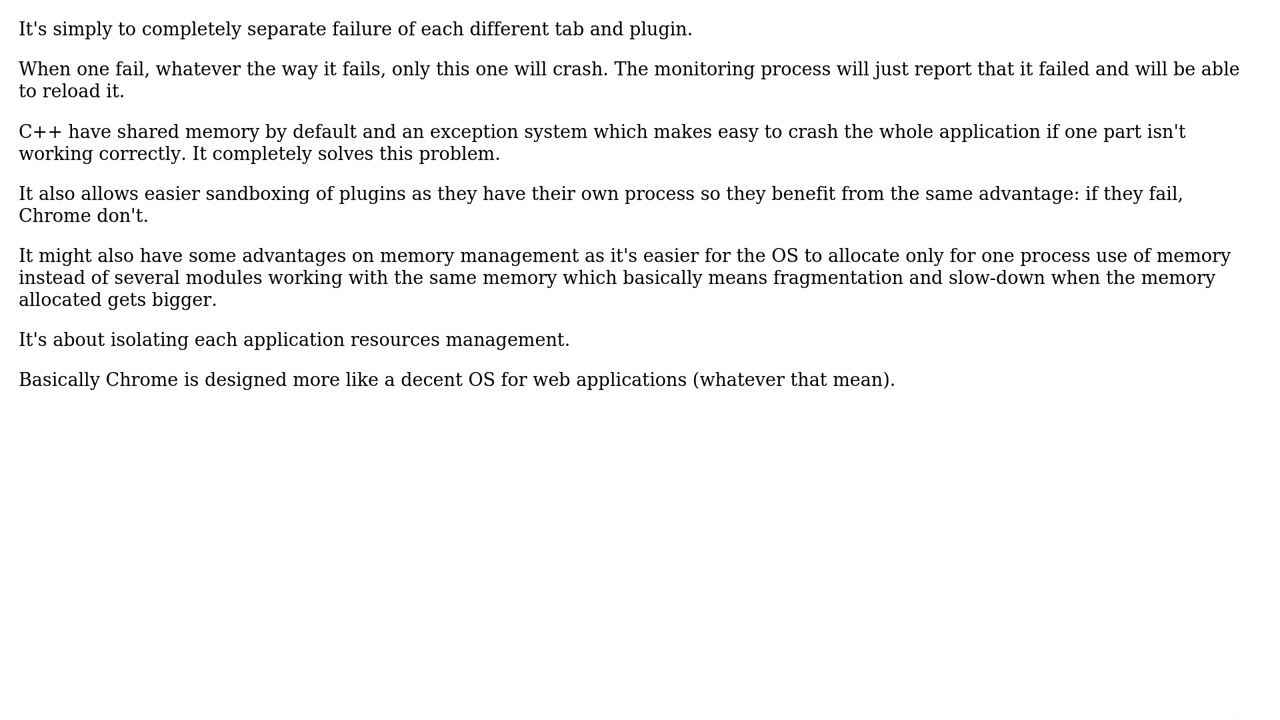 It's simply to completely separate failure of each different tab and plugin.
When one fail, whatever the way it fails, only this one will crash. The monitoring process will just report that it failed and will be able
to reload it.
C++ have shared memory by default and an exception system which makes easy to crash the whole application if one part isn't
working correctly. It completely solves this problem.
It also allows easier sandboxing of plugins as they have their own process so they benefit from the same advantage: if they fail,
Chrome don't.
It might also have some advantages on memory management as it's easier for the OS to allocate only for one process use of memory
instead of several modules working with the same memory which basically means fragmentation and slow-down when the memory
allocated gets bigger.
It's about isolating each application resources management.
Basically Chrome is designed more like a decent OS for web applications (whatever that mean).